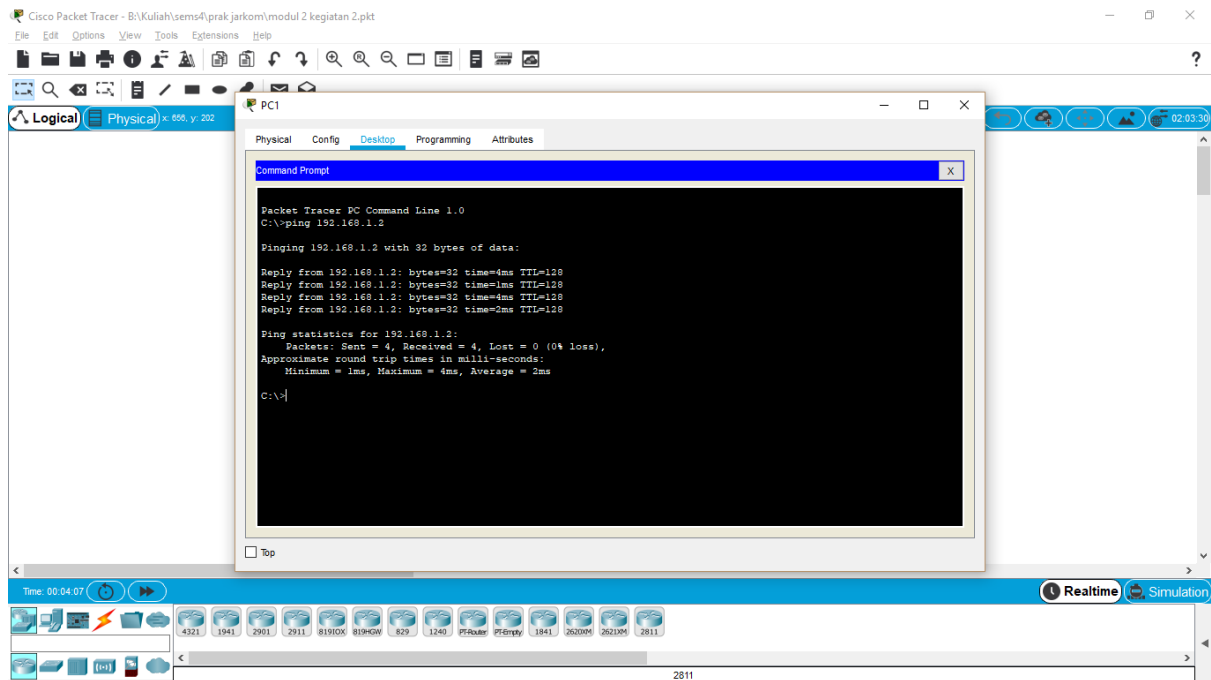 Cisco Packet Tracer - B:\Kuliah\sems4\prak jarkom\modul 2 kegiatan 2.pkt
File Edit Options View Tools Extensions Help
?
PC1
Logical Physical x: 656, y: 202
02:03:30
Physical Config Desktop Programming Attributes
Command Prompt
X
Packet Tracer PC Command Line 1.0
C:\>ping 192.168.1.2
Pinging 192.168.1.2 with 32 bytes of data:
Reply from 192.168.1.2: bytes=32 time=4ms TTL=128
Reply from 192.168.1.2: bytes=32 time=1ms TTL=128
Reply from 192.168.1.2: bytes=32 time=4ms TTL=128
Reply from 192.168.1.2: bytes=32 time=2ms TTL=128
Ping statistics for 192.168.1.2:
Packets: Sent = 4, Received = 4, Lost = 0 (0% loss),
Approximate round trip times in milli-seconds:
Minimum = 1ms, Maximum = 4ms, Average = 2ms
C:\>
Top
Time: 00:04:07
Realtime Simulation
4321 1941 2901 2911 819IOX 819HGW 829 1240 PT-Router PT-Empty 1841 2620XM 2621XM 2811
2811